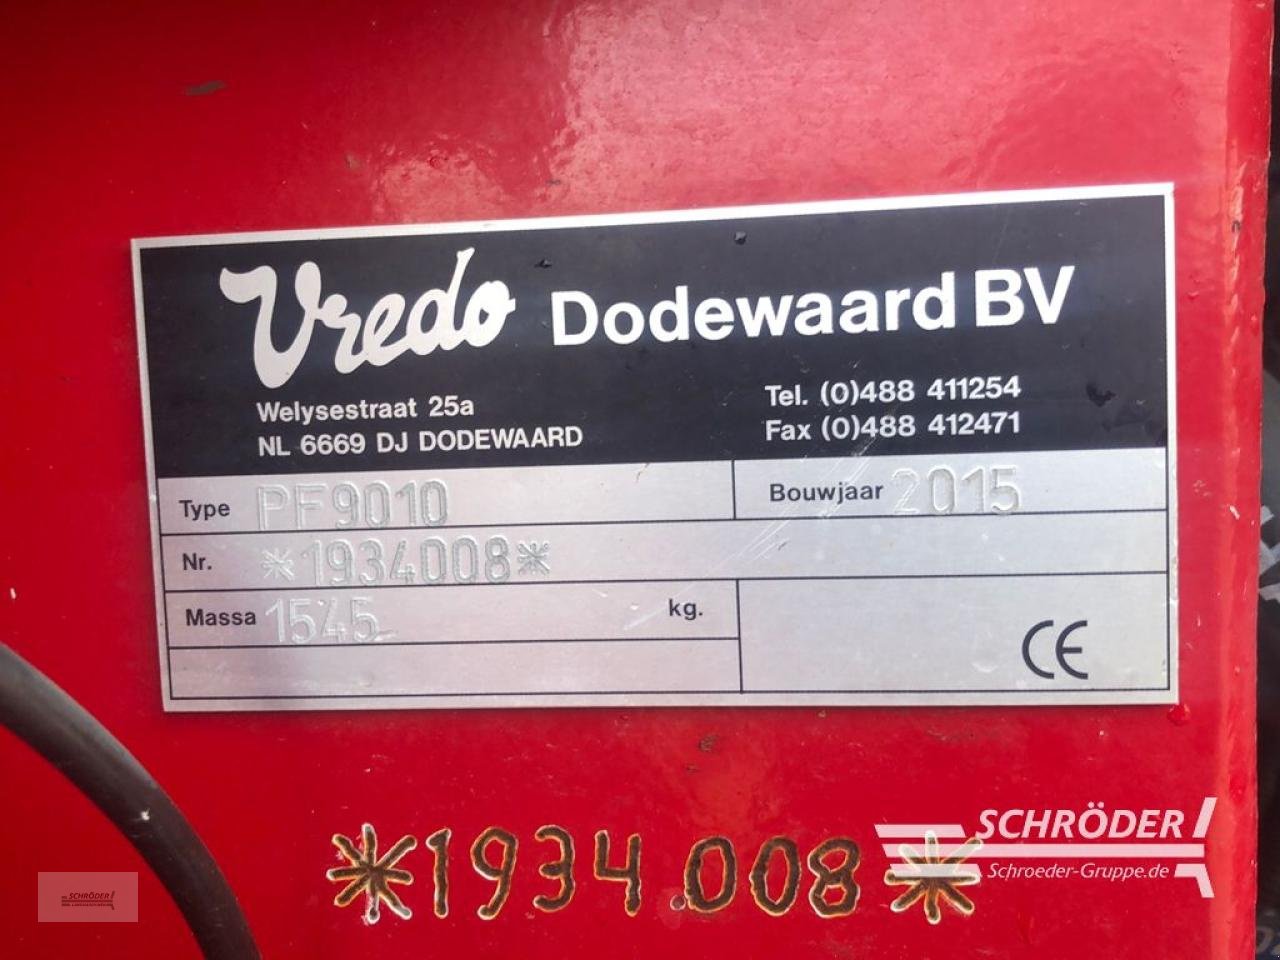 Vredo Dodewaard BV
Welysestraat 25a
NL 6669 DJ DODEWAARD
Tel. (0)488 411254
Fax (0)488 412471
Type PF9010
Bouwjaar 2015
Nr. *1934008*
Massa 1545 kg.
CE
*1934.008*
SCHRÖDER
Schroeder-Gruppe.de
SCHRÖDER